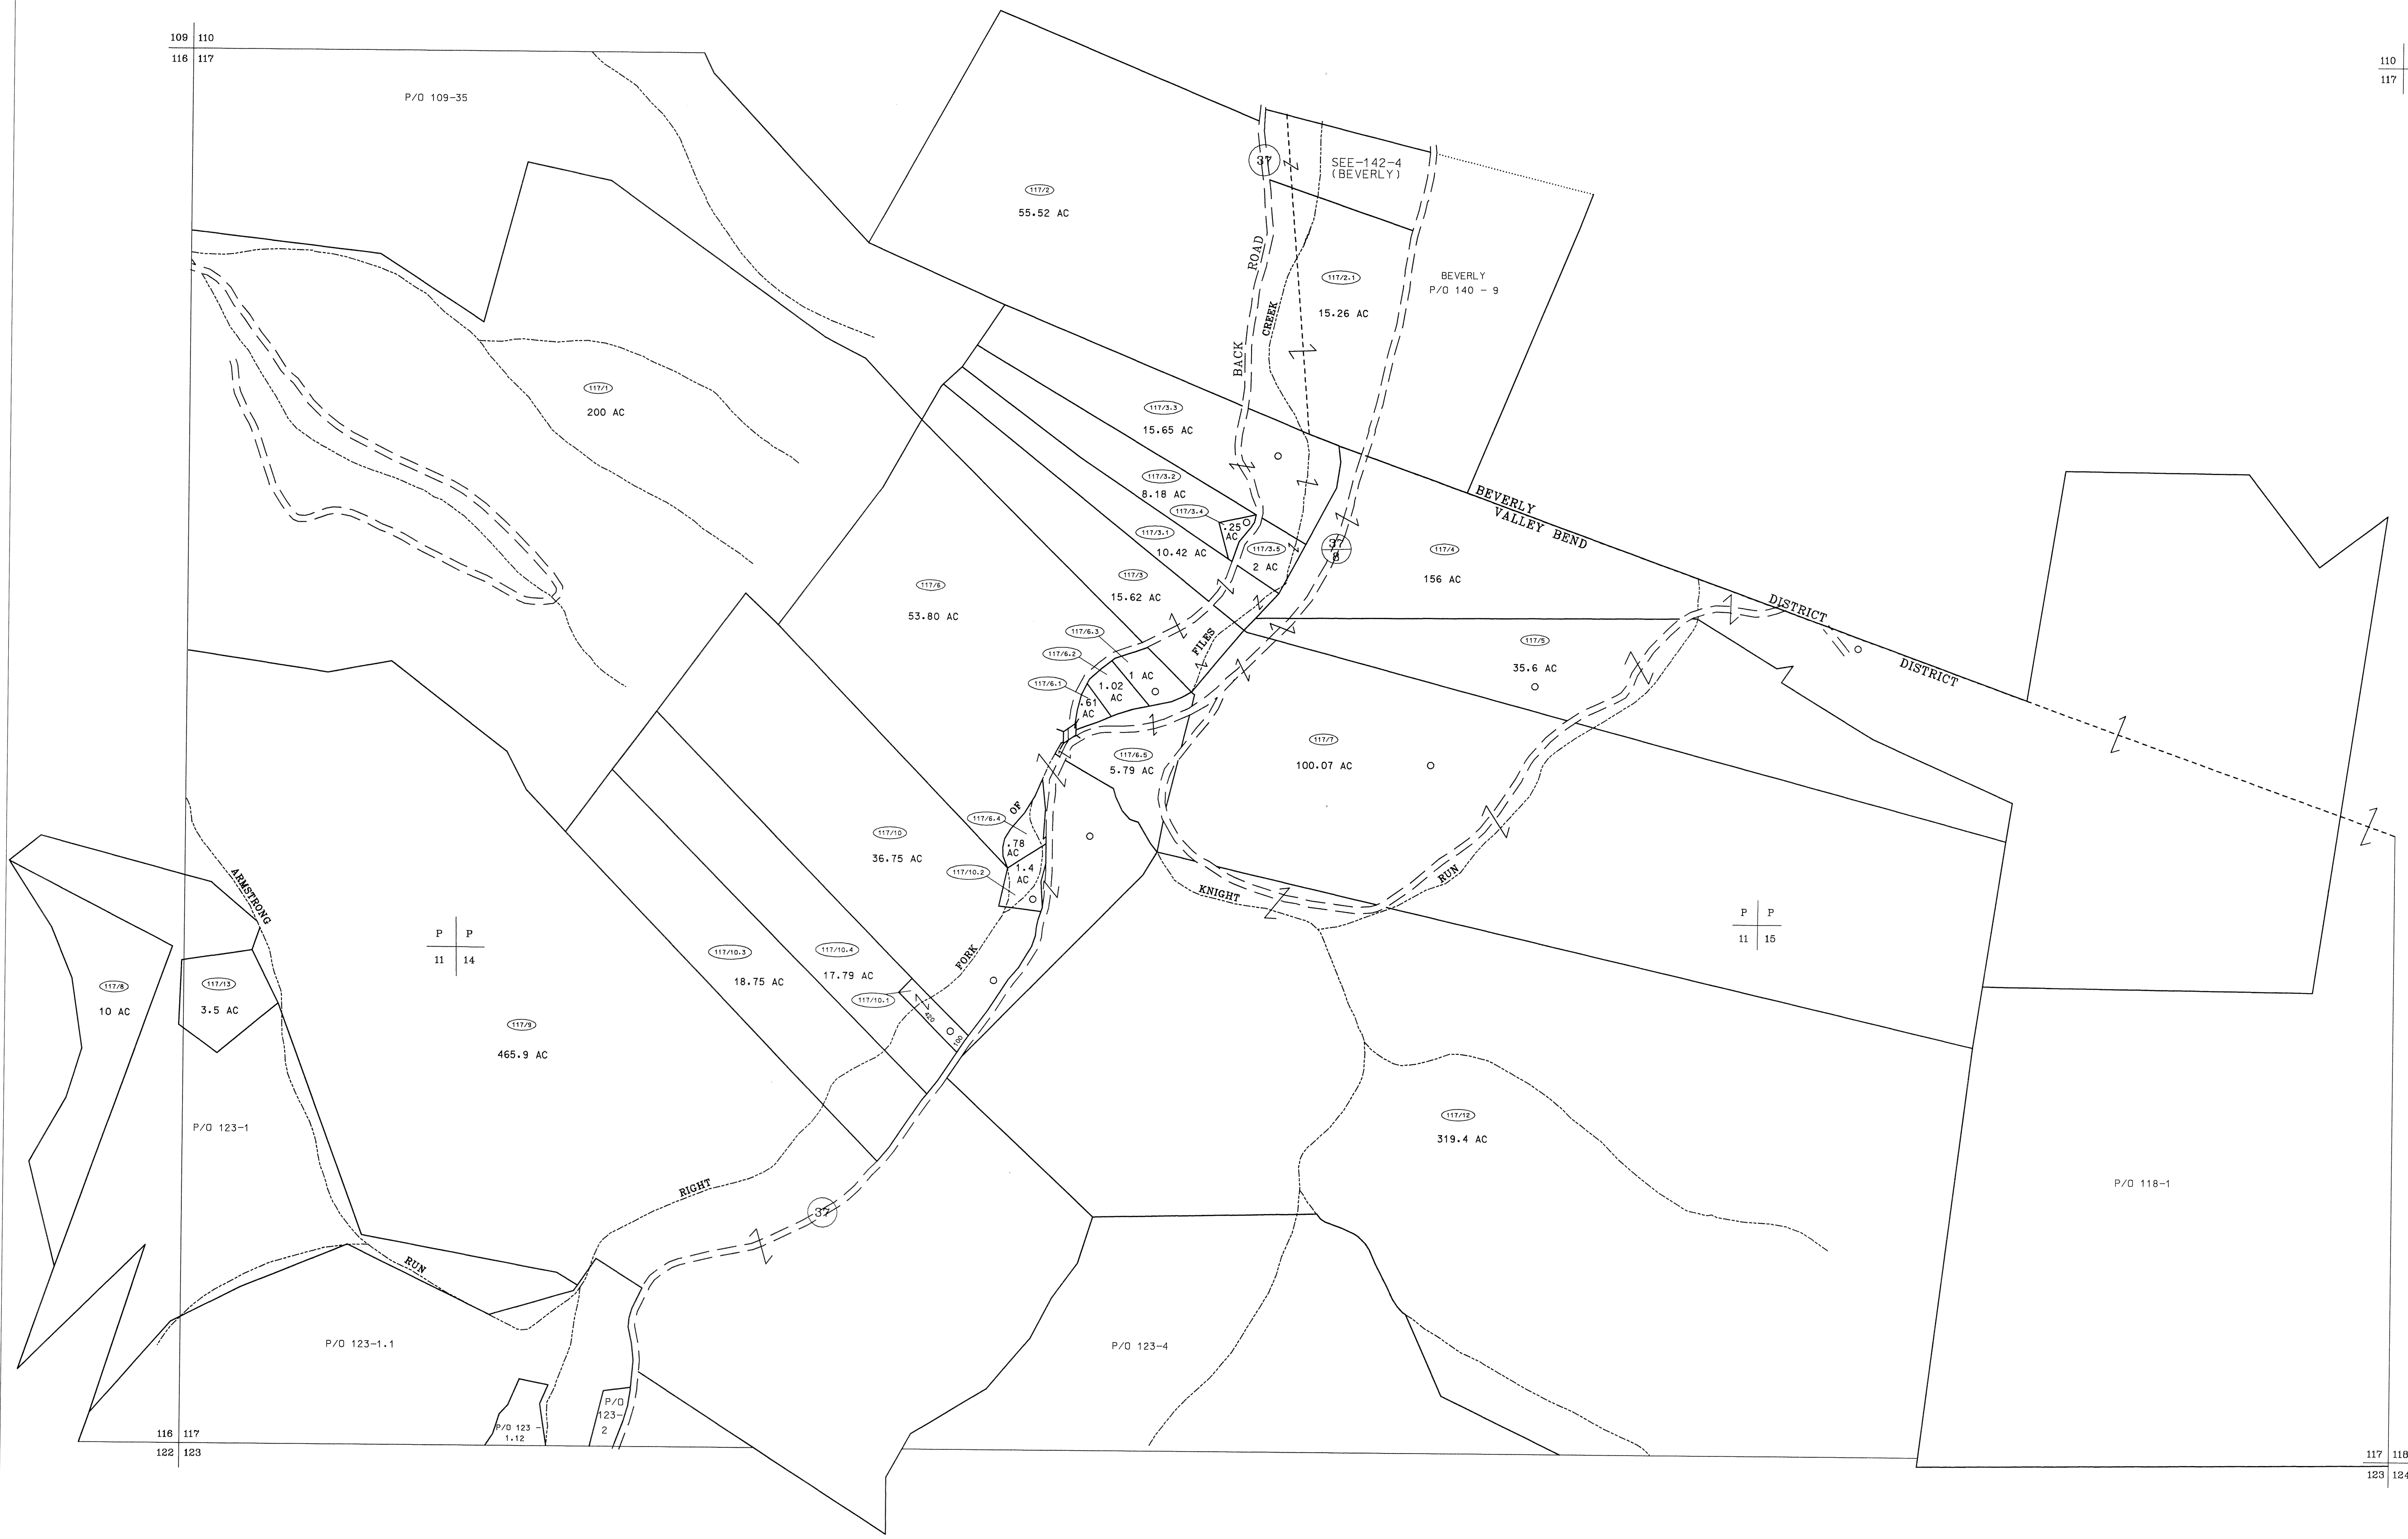 109 110
116 117
110
117
P/O 109-35
37
SEE-142-4
(BEVERLY)
117/2
55.52 AC
ROAD
BACK
CREEK
117/2.1
15.26 AC
BEVERLY
P/O 140 - 9
117/1
200 AC
117/3.3
15.65 AC
117/3.2
8.18 AC
117/3.4
.25
AC
117/3.1
10.42 AC
117/3.5
2 AC
37
8
BEVERLY
VALLEY BEND
DISTRICT
DISTRICT
117/4
156 AC
117/3
15.62 AC
117/6
53.80 AC
FILES
117/6.3
1 AC
117/6.2
1.02
AC
117/6.1
.61
AC
117/5
35.6 AC
117/6.5
5.79 AC
117/7
100.07 AC
OF
117/6.4
.78
AC
117/10
36.75 AC
117/10.2
1.4
AC
KNIGHT
RUN
ARMSTRONG
P P
11 14
P P
11 15
117/10.3
18.75 AC
117/10.4
17.79 AC
FORK
117/10.1
420
100
117/8
10 AC
117/13
3.5 AC
117/9
465.9 AC
P/O 123-1
117/12
319.4 AC
P/O 118-1
RIGHT
37
RUN
P/O 123-1.1
P/O 123-4
P/O
123-
2
P/O 123 -
1.12
116 117
122 123
117 118
123 124